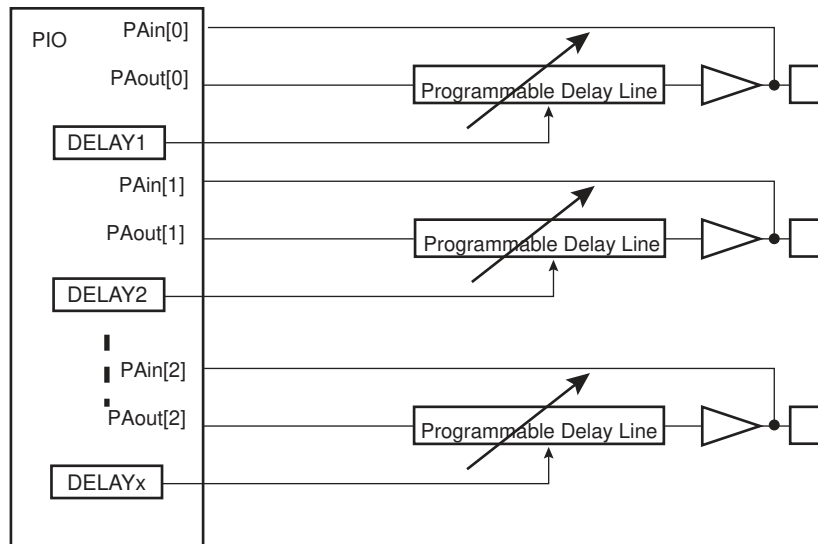 PIO
PAin[0]
PAout[0]
Programmable Delay Line
DELAY1
PAin[1]
PAout[1]
Programmable Delay Line
DELAY2
PAin[2]
PAout[2]
Programmable Delay Line
DELAYx